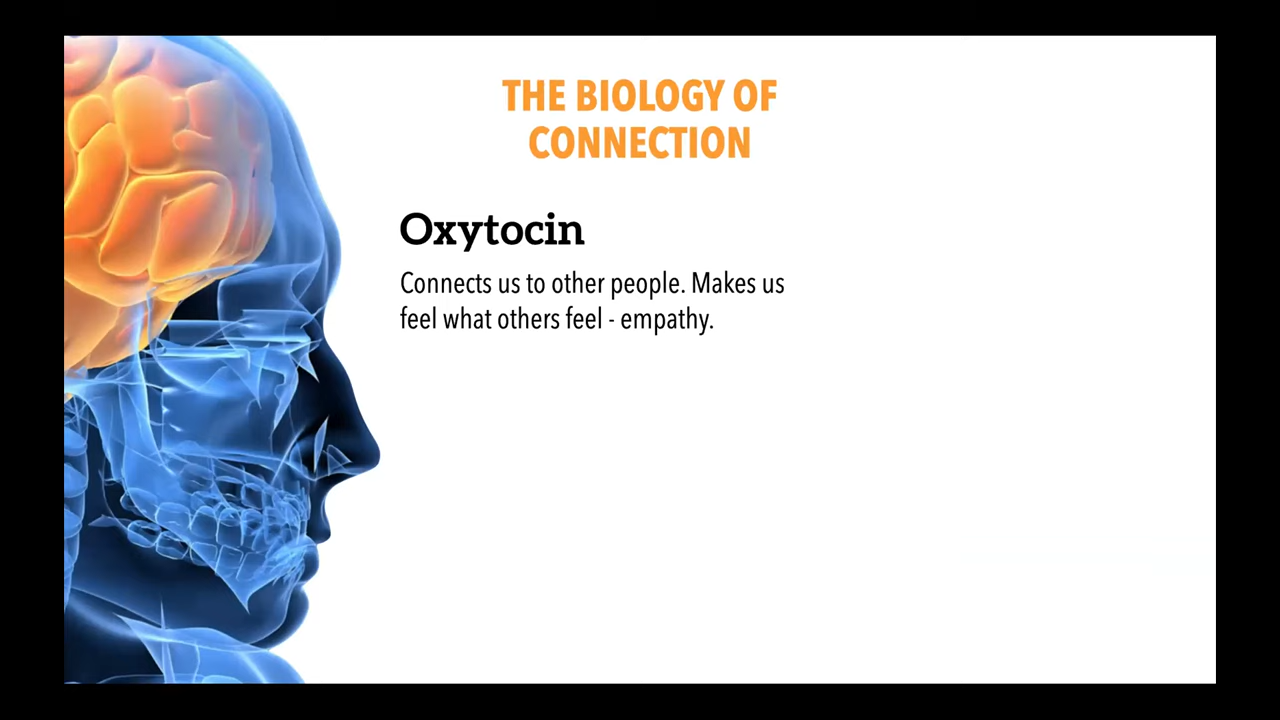 THE BIOLOGY OF
CONNECTION
Oxytocin
Connects us to other people. Makes us
feel what others feel - empathy.